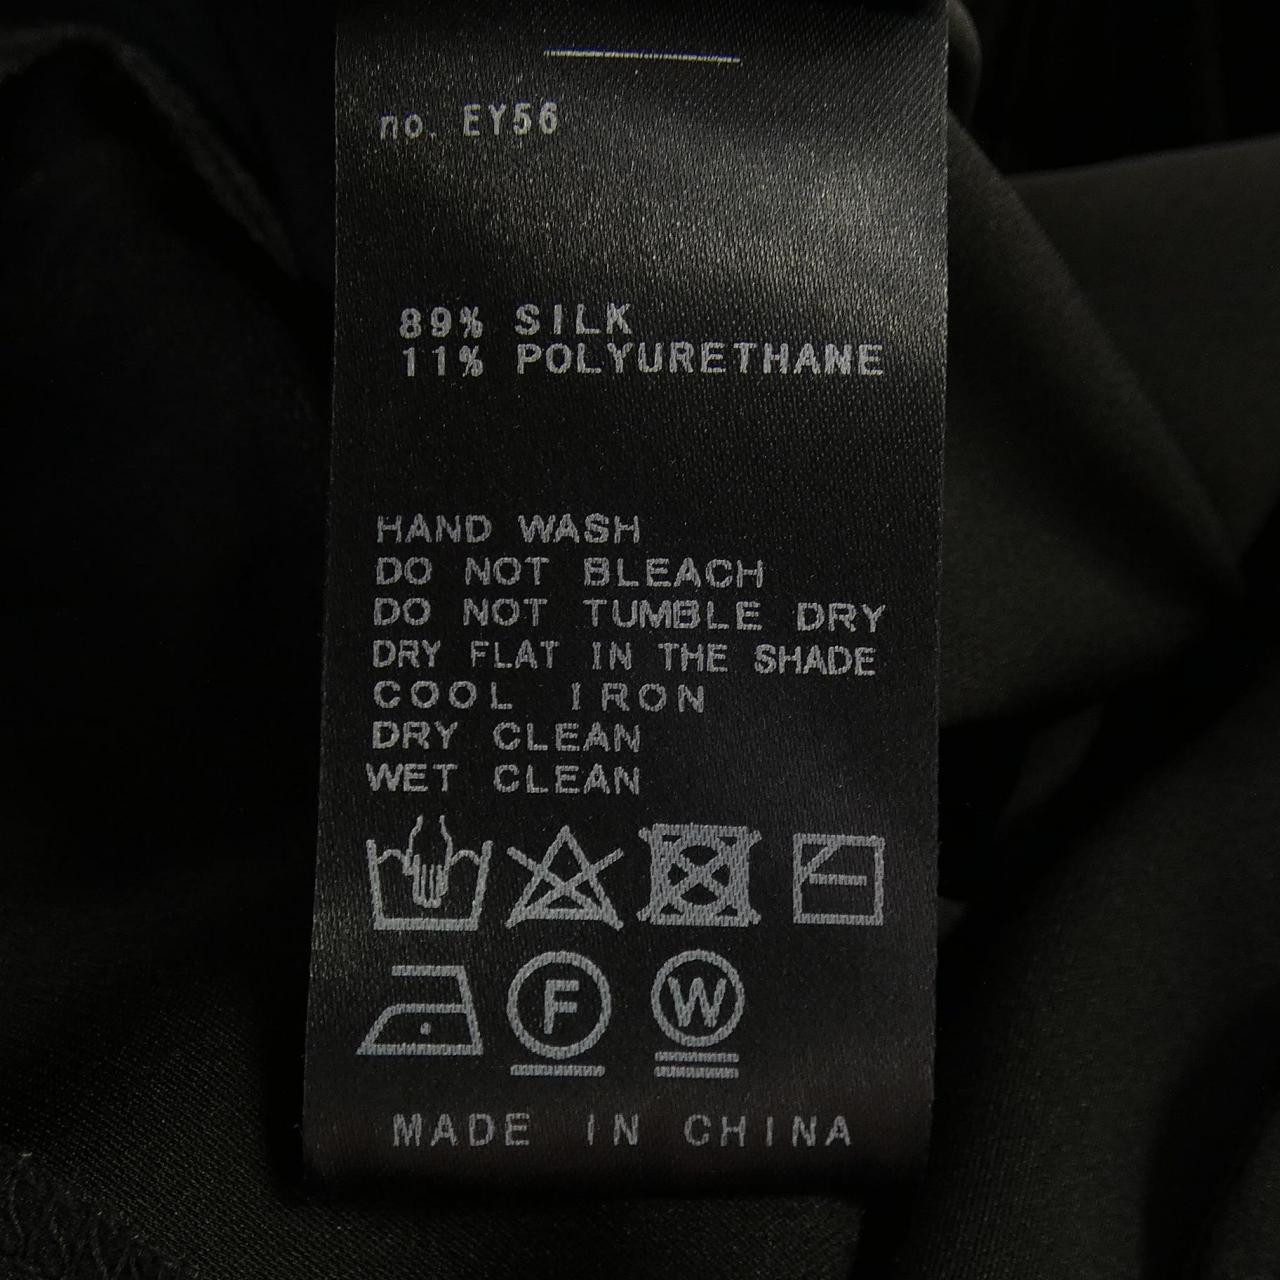 no. EY56
89% SILK
11% POLYURETHANE
HAND WASH
DO NOT BLEACH
DO NOT TUMBLE DRY
DRY FLAT IN THE SHADE
COOL IRON
DRY CLEAN
WET CLEAN
F W
MADE IN CHINA